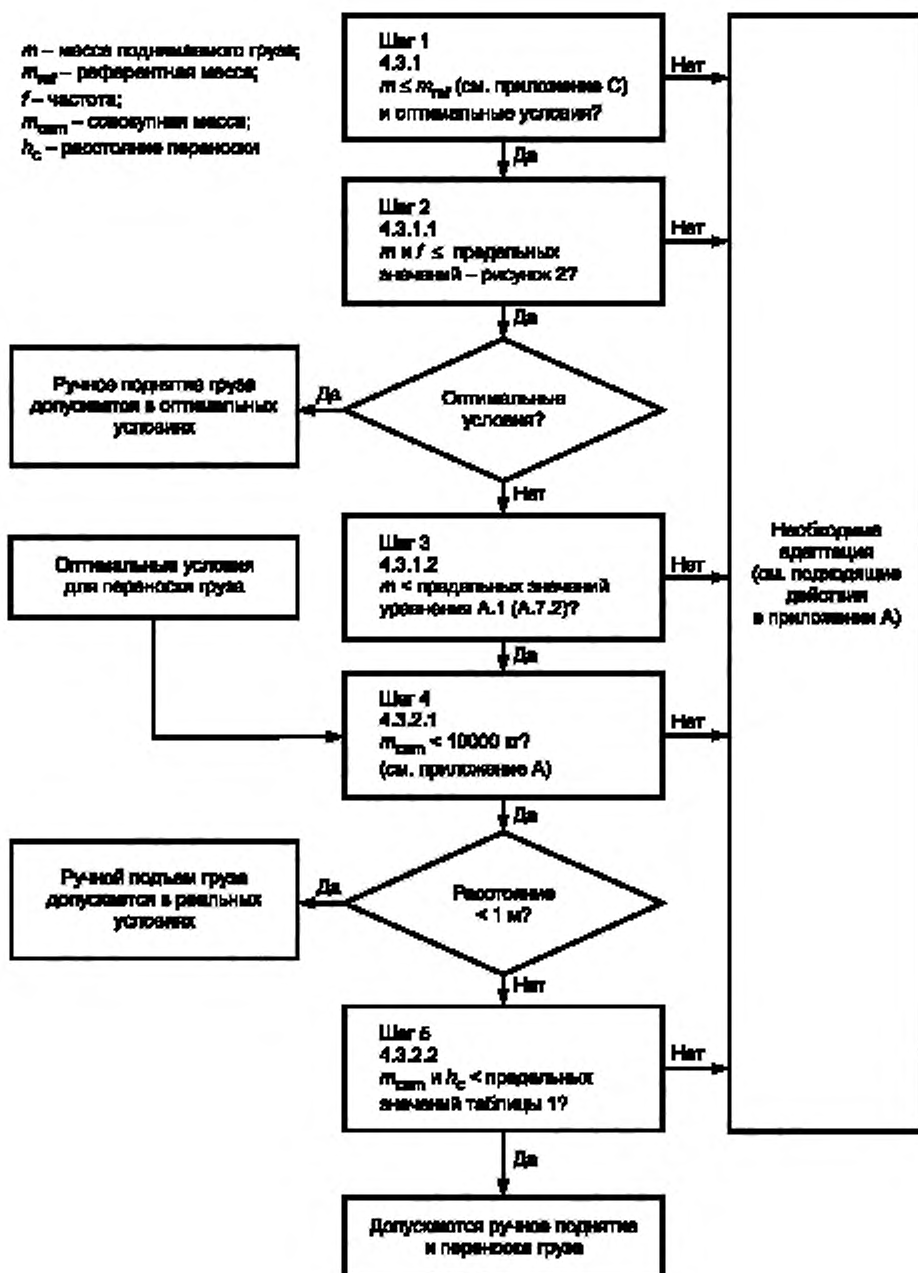 m – масса поднимаемого груза;
m_ref – референтная масса;
f – частота;
m_cum – совокупная масса;
h_c – расстояние переноски
Шаг 1
4.3.1
m ≤ m_ref (см. приложение С)
и оптимальные условия?
Нет
Да
Шаг 2
4.3.1.1
m и f ≤ предельных
значений – рисунок 2?
Нет
Да
Оптимальные
условия?
Да
Ручное поднятие груза
допускается в оптимальных
условиях
Нет
Шаг 3
4.3.1.2
m < предельных значений
уравнения А.1 (А.7.2)?
Нет
Да
Оптимальные условия
для переноски груза
Шаг 4
4.3.2.1
m_cum < 10000 кг?
(см. приложение А)
Нет
Да
Расстояние
< 1 м?
Да
Ручной подъем груза
допускается в реальных
условиях
Нет
Шаг 5
4.3.2.2
m_cum и h_c < предельных
значений таблицы 1?
Нет
Да
Допускаются ручное поднятие
и переноска груза
Необходима
адаптация
(см. подходящие
действия
в приложении А)